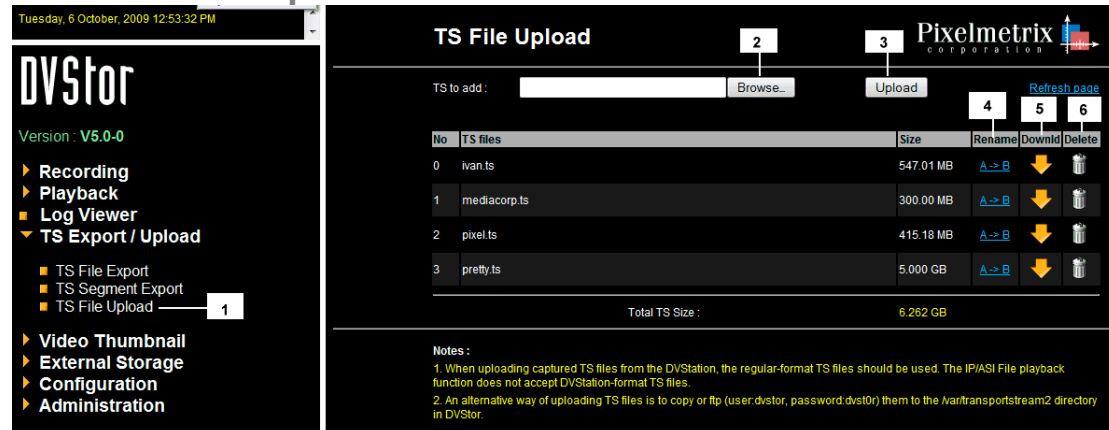 Tuesday, 6 October, 2009 12:53:32 PM
DVStor
Version : V5.0-0
Recording
Playback
Log Viewer
TS Export / Upload
TS File Export
TS Segment Export
TS File Upload
1
Video Thumbnail
External Storage
Configuration
Administration
TS File Upload
2
3
Pixelmetrix
corporation
TS to add :
Browse...
Upload
Refresh page
4
5
6
No TS files Size Rename Downld Delete
0 ivan.ts 547.01 MB A -> B
1 mediacorp.ts 300.00 MB A -> B
2 pixel.ts 415.18 MB A -> B
3 pretty.ts 5.000 GB A -> B
Total TS Size : 6.262 GB
Notes :
1. When uploading captured TS files from the DVStation, the regular-format TS files should be used. The IP/ASI File playback
function does not accept DVStation-format TS files.
2. An alternative way of uploading TS files is to copy or ftp (user:dvstor, password:dvst0r) them to the /var/transportstream2 directory
in DVStor.